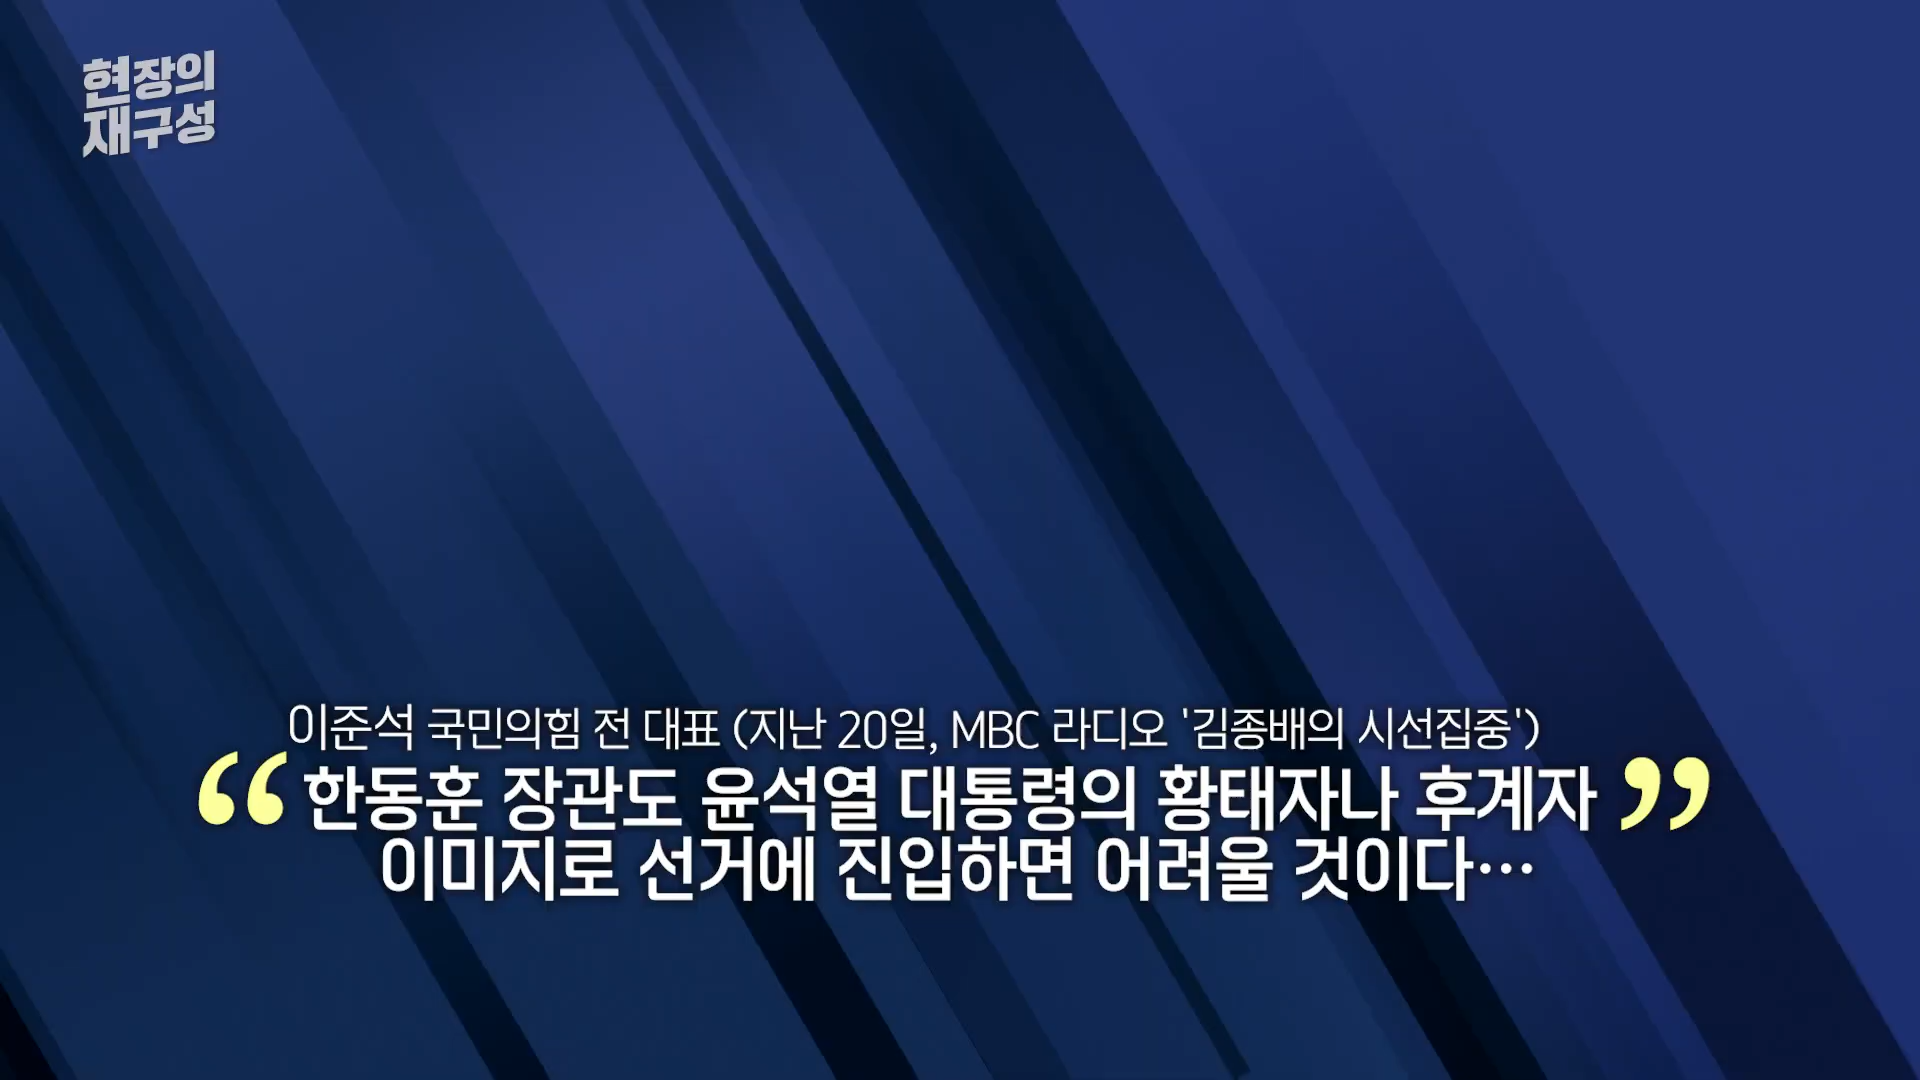 현장의
재구성
이준석 국민의힘 전 대표 (지난 20일, MBC 라디오 '김종배의 시선집중')
“한동훈 장관도 윤석열 대통령의 황태자나 후계자”
이미지로 선거에 진입하면 어려울 것이다…